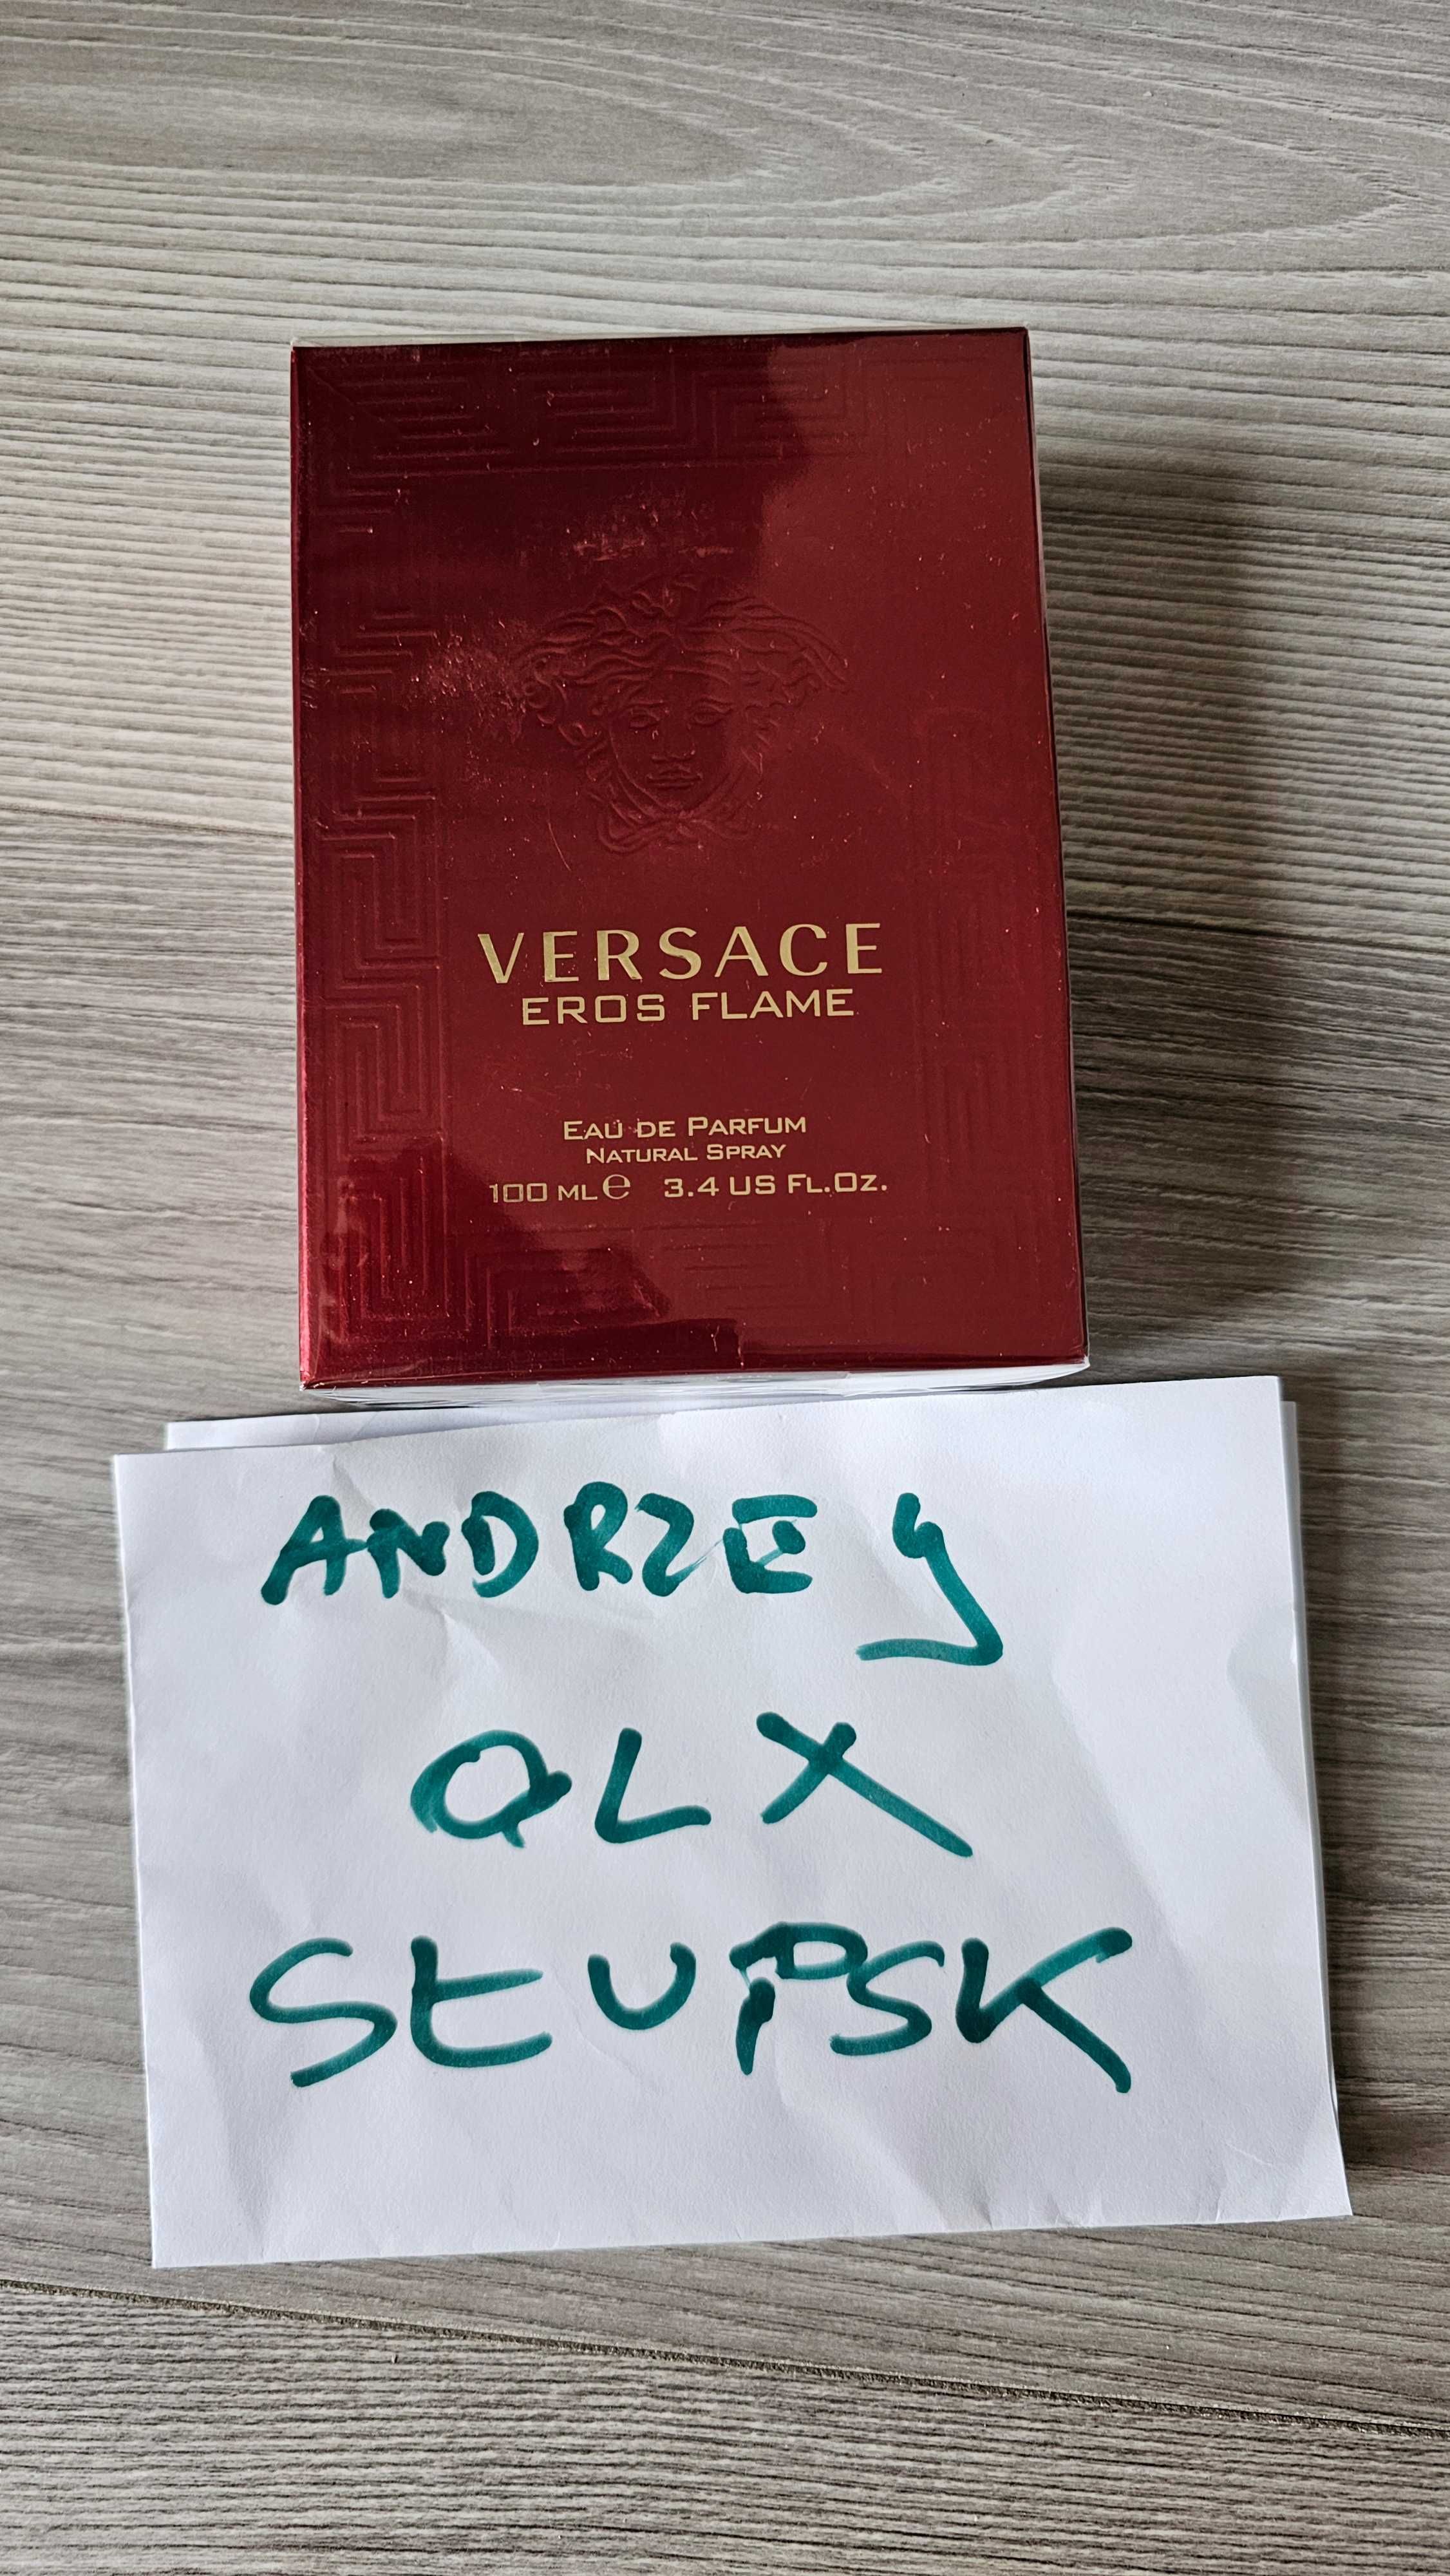 VERSACE
EROS FLAME
EAU DE PARFUM
NATURAL SPRAY
100 ML e 3.4 US FL.OZ.
ANDRZEJ
OLX
SŁUPSK